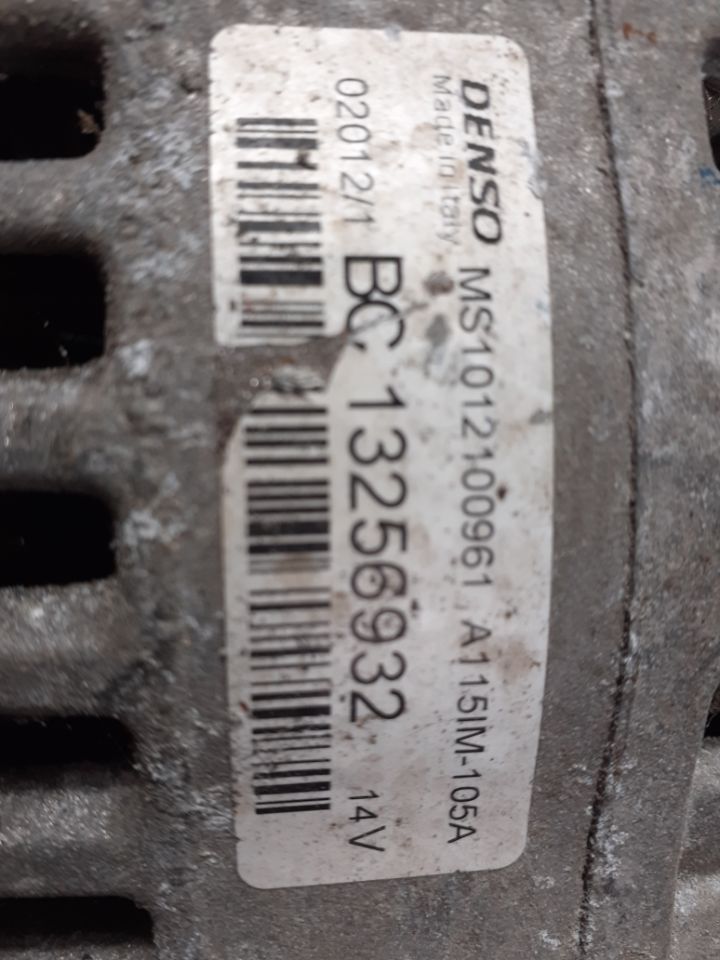 DENSO MS1012100961 A115IM-105A
Made in Italy
BC 13256932 14V
02012/1